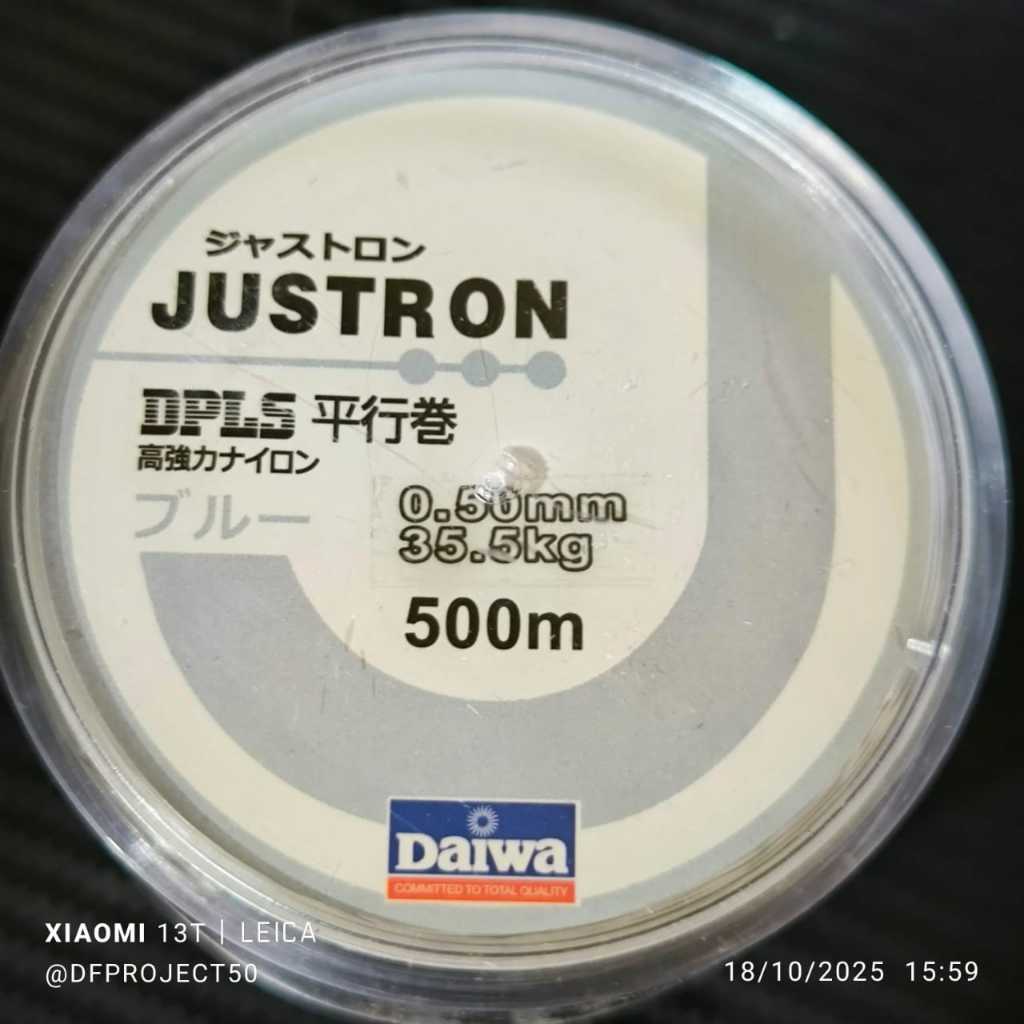 ジャストロン
JUSTRON
DPLS 平行巻
高強力ナイロン
ブルー
0.50mm
35.5kg
500m
Daiwa
COMMITTED TO TOTAL QUALITY
XIAOMI 13T | LEICA
@DFPROJECT50
18/10/2025 15:59